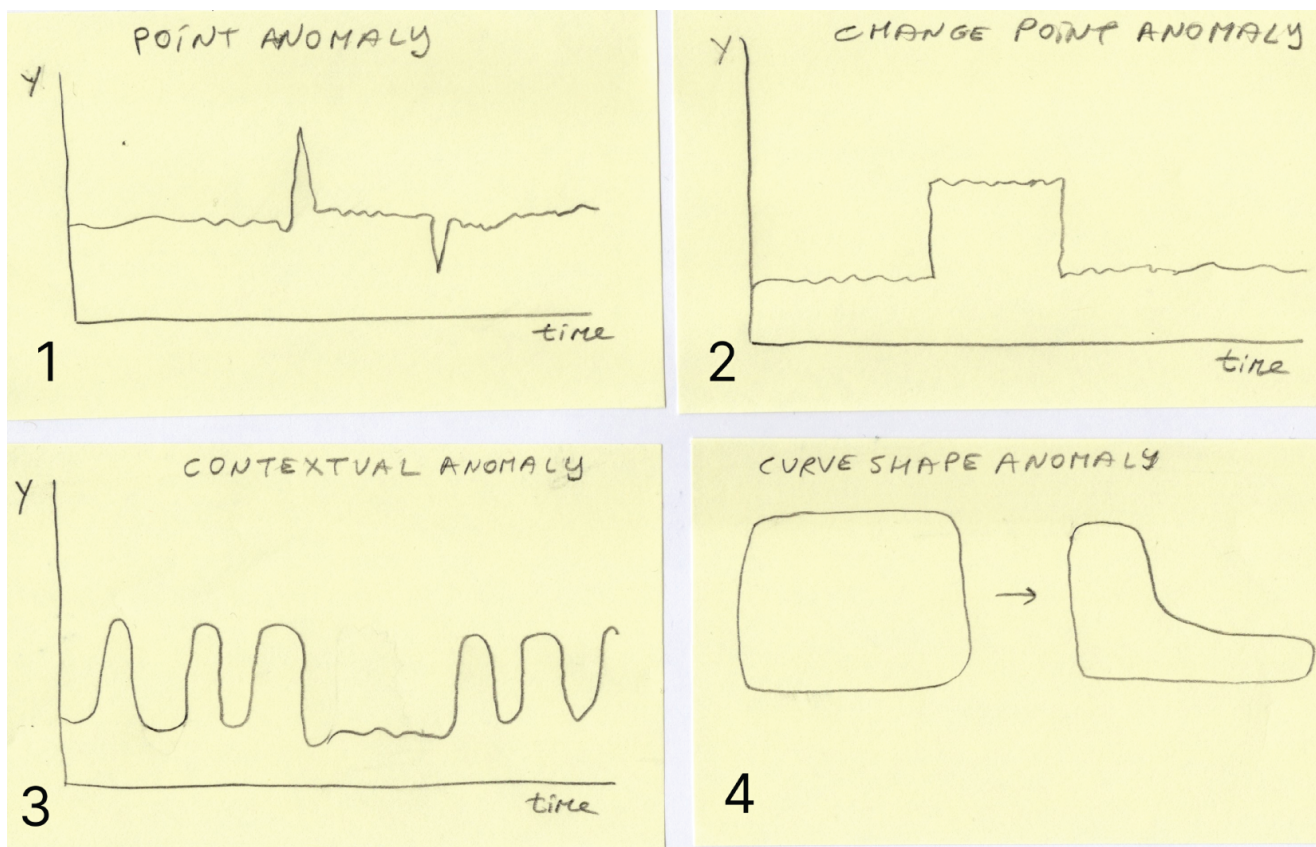 POINT ANOMALY
Y
time
1
CHANGE POINT ANOMALY
Y
time
2
CONTEXTUAL ANOMALY
Y
time
3
CURVE SHAPE ANOMALY
4